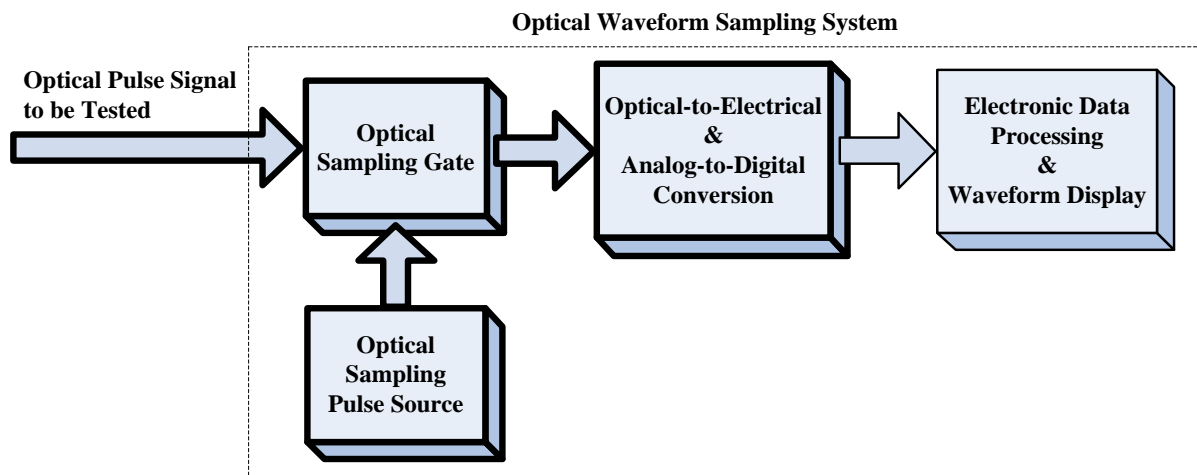 Optical Waveform Sampling System
Optical Pulse Signal
to be Tested
Optical
Sampling Gate
Optical-to-Electrical
&
Analog-to-Digital
Conversion
Electronic Data
Processing
&
Waveform Display
Optical
Sampling
Pulse Source